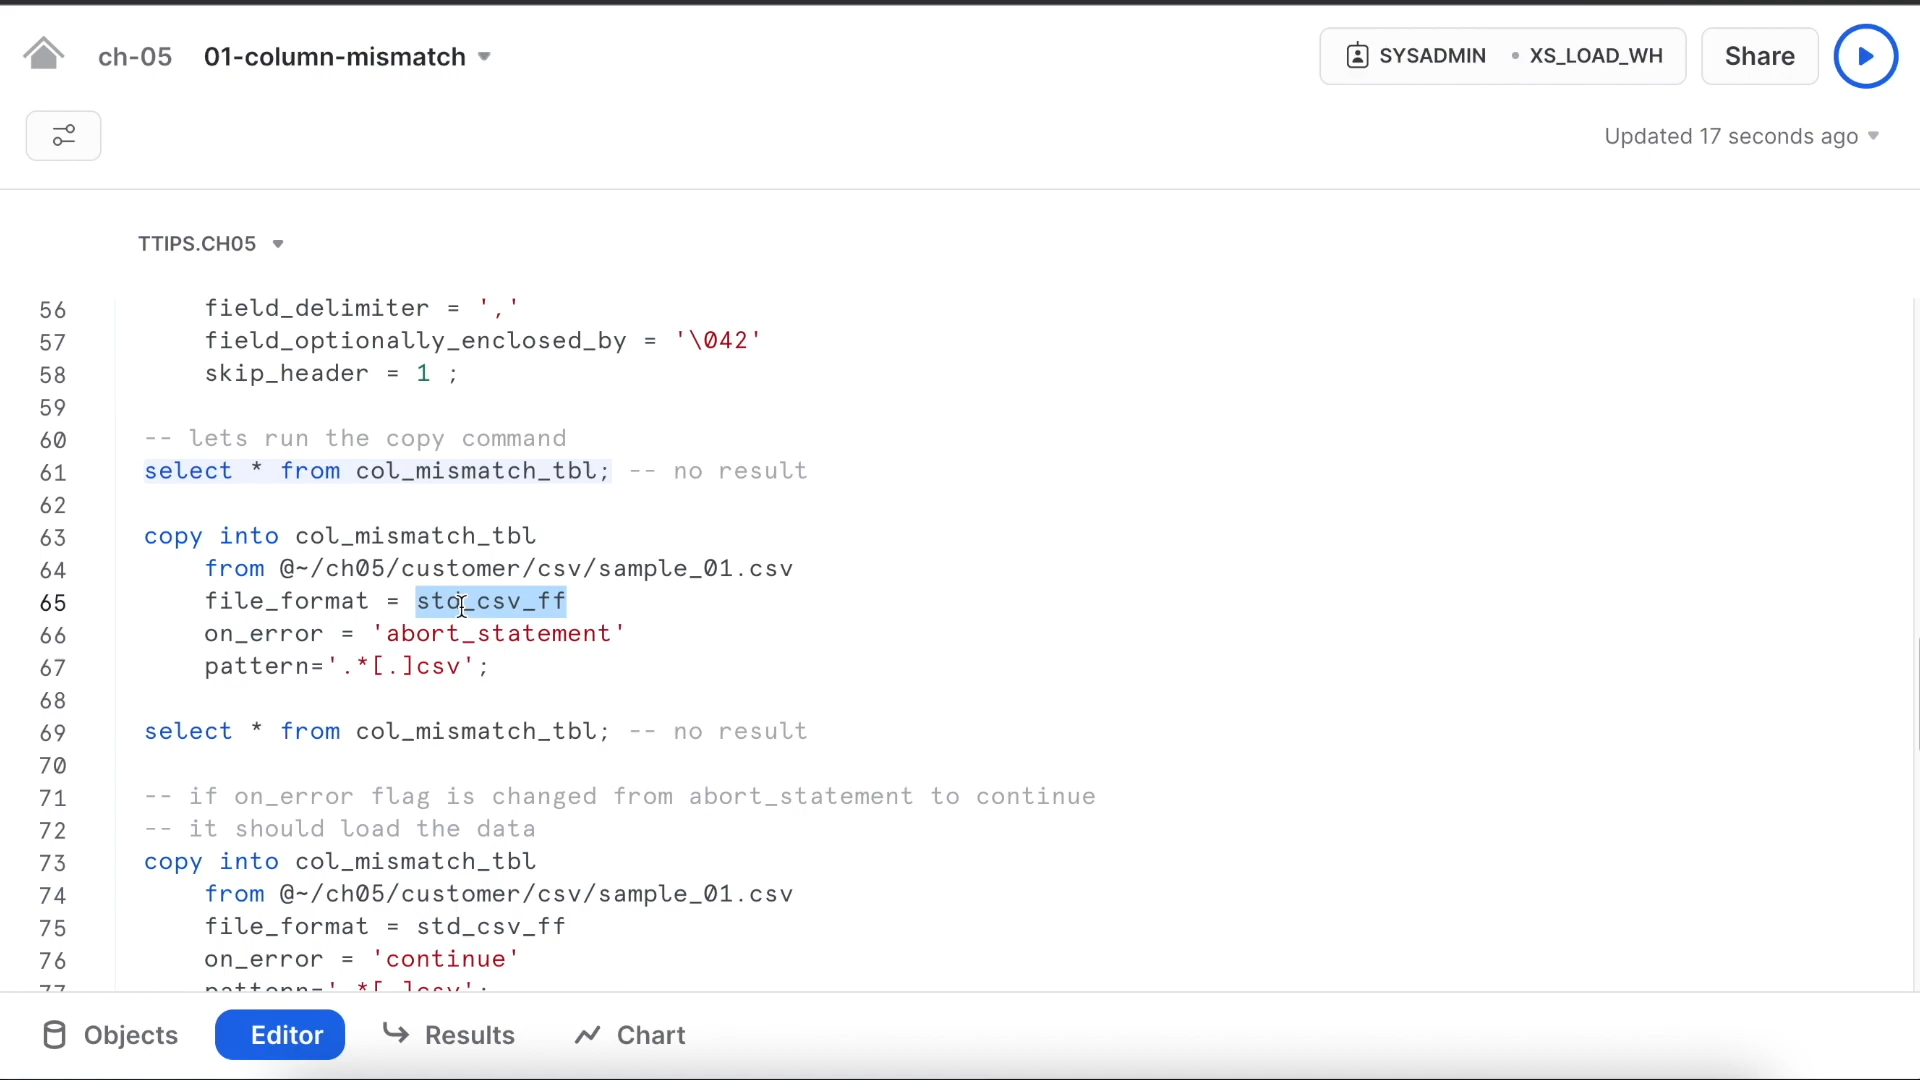 ch-05 01-column-mismatch SYSADMIN • XS_LOAD_WH Share
Updated 17 seconds ago
TTIPS.CH05
56 field_delimiter = ','
57 field_optionally_enclosed_by = '\042'
58 skip_header = 1 ;
59
60 -- lets run the copy command
61 select * from col_mismatch_tbl; -- no result
62
63 copy into col_mismatch_tbl
64 from @~/ch05/customer/csv/sample_01.csv
65 file_format = std_csv_ff
66 on_error = 'abort_statement'
67 pattern='.*[.]csv';
68
69 select * from col_mismatch_tbl; -- no result
70
71 -- if on_error flag is changed from abort_statement to continue
72 -- it should load the data
73 copy into col_mismatch_tbl
74 from @~/ch05/customer/csv/sample_01.csv
75 file_format = std_csv_ff
76 on_error = 'continue'
77 pattern='.*[.]csv';
Objects Editor Results Chart